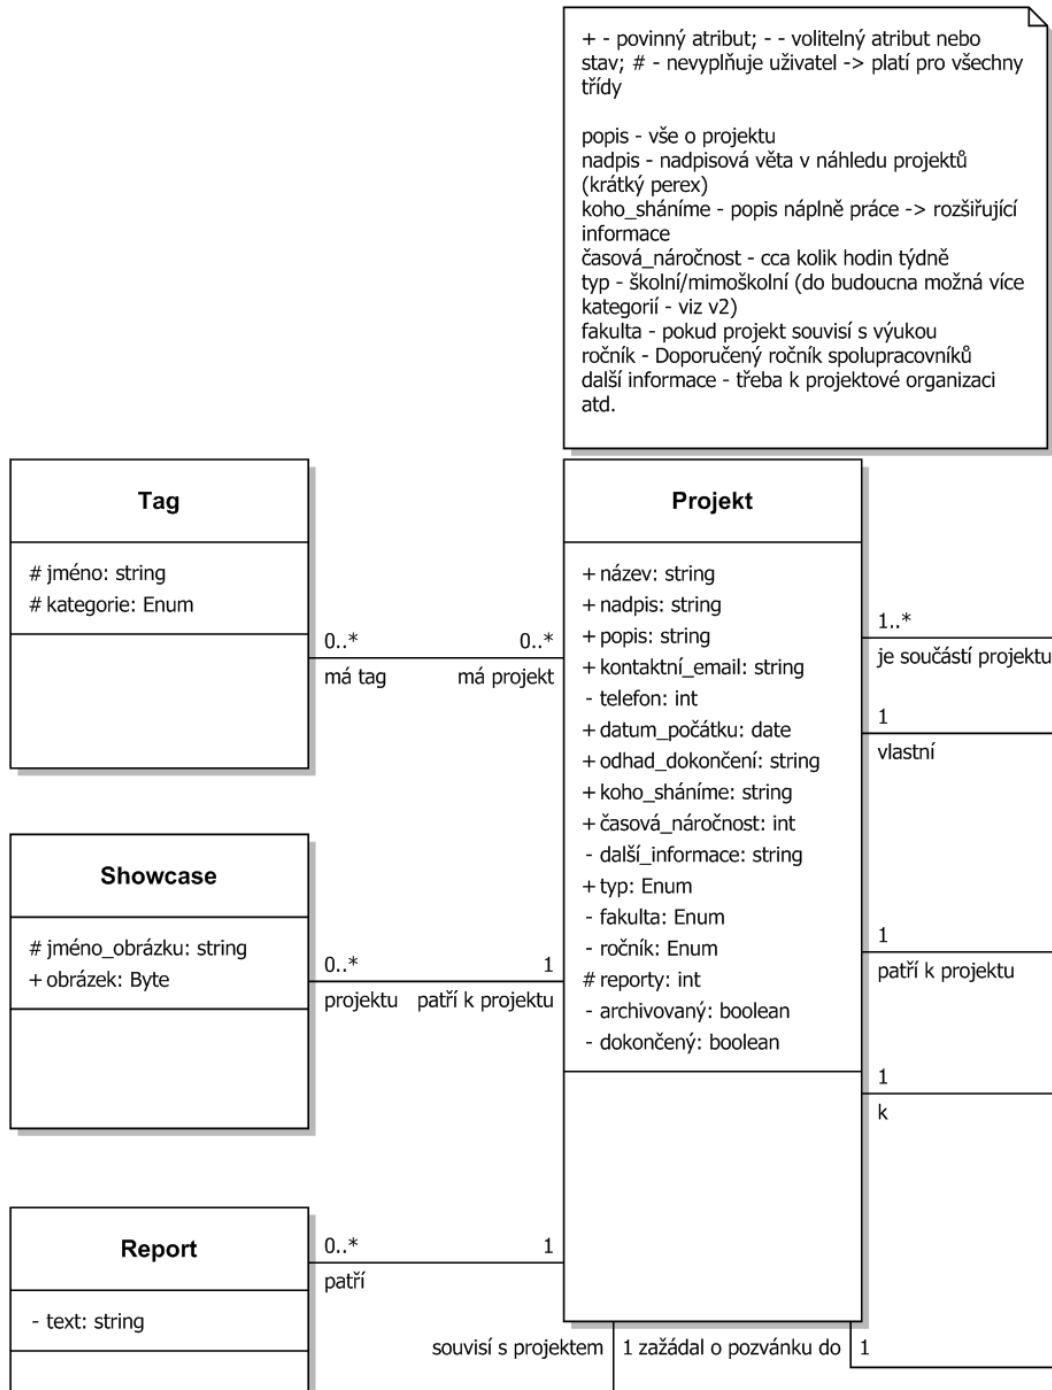 + - povinný atribut; - - volitelný atribut nebo
stav; # - nevyplňuje uživatel -> platí pro všechny
třídy
popis - vše o projektu
nadpis - nadpisová věta v náhledu projektů
(krátký perex)
koho_sháníme - popis náplně práce -> rozšiřující
informace
časová_náročnost - cca kolik hodin týdně
typ - školní/mimoškolní (do budoucna možná více
kategorií - viz v2)
fakulta - pokud projekt souvisí s výukou
ročník - Doporučený ročník spolupracovníků
další informace - třeba k projektové organizaci
atd.
Tag
# jméno: string
# kategorie: Enum
0..*
0..*
má tag
má projekt
Projekt
+ název: string
+ nadpis: string
+ popis: string
+ kontaktní_email: string
- telefon: int
+ datum_počátku: date
+ odhad_dokončení: string
+ koho_sháníme: string
+ časová_náročnost: int
- další_informace: string
+ typ: Enum
- fakulta: Enum
- ročník: Enum
# reporty: int
- archivovaný: boolean
- dokončený: boolean
1..*
je součástí projektu
1
vlastní
1
patří k projektu
1
k
Showcase
# jméno_obrázku: string
+ obrázek: Byte
0..*
1
projektu
patří k projektu
Report
- text: string
0..*
1
patří
souvisí s projektem
1
zažádal o pozvánku do
1